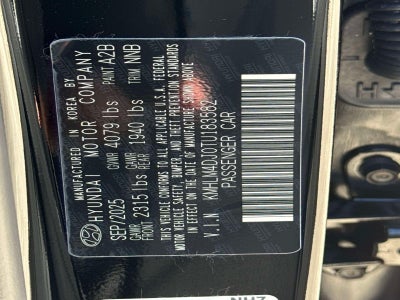 MANUFACTURED IN KOREA BY
HYUNDAI MOTOR COMPANY
SEP/2025 GVWR 4079 lbs PAINT A2B
GAWR FRONT 2315 lbs GAWR REAR 1940 lbs TRIM NNB
THIS VEHICLE CONFORMS TO ALL APPLICABLE U.S.A. FEDERAL
MOTOR VEHICLE SAFETY, BUMPER, AND THEFT PREVENTION STANDARDS
IN EFFECT ON THE DATE OF MANUFACTURE SHOWN ABOVE.
V.I.N
PASSENGER CAR